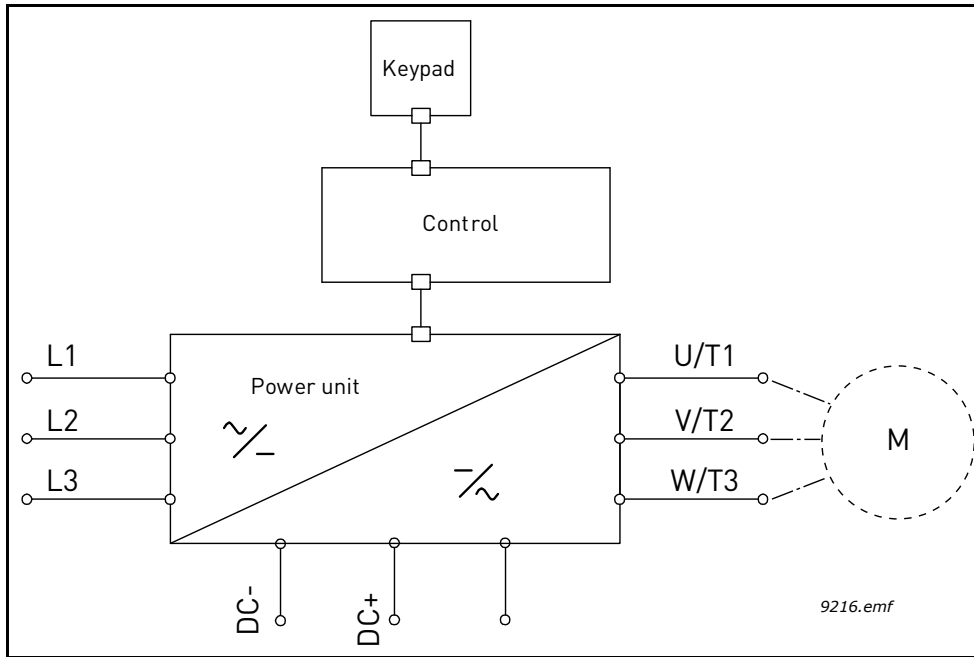 Keypad
Control
L1
L2
L3
Power unit
~/–
–/~
U/T1
V/T2
W/T3
M
DC-
DC+
9216.emf